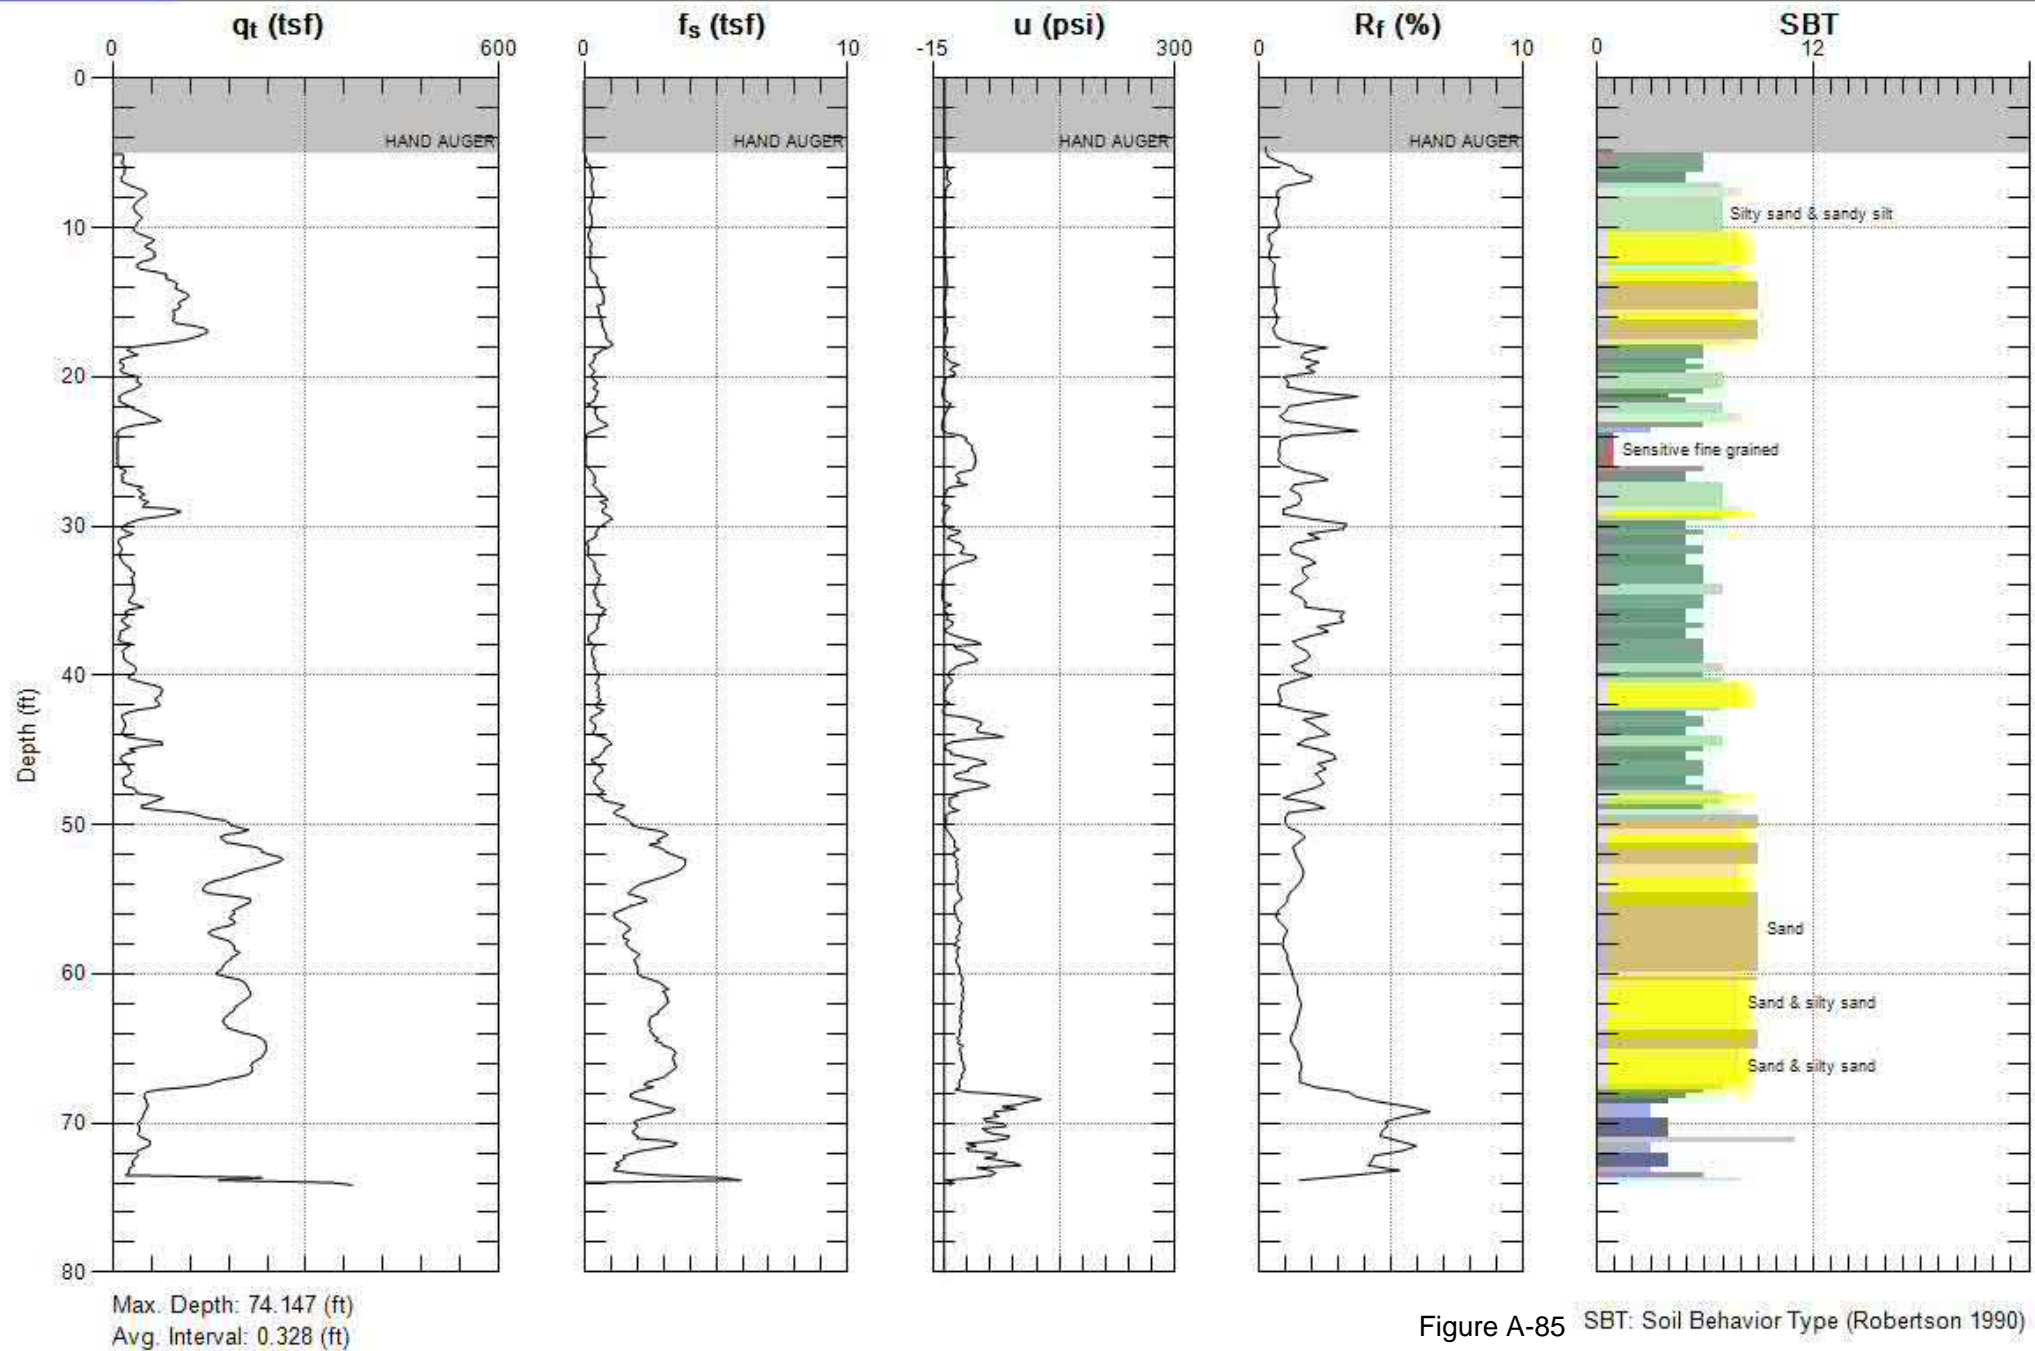 qt (tsf) fs (tsf) u (psi) Rf (%) SBT
0 600 0 10 -15 300 0 10 0 12
0
HAND AUGER HAND AUGER HAND AUGER HAND AUGER
Silty sand & sandy silt
10
20
Sensitive fine grained
30
40
Depth (ft)
50
Sand
60
Sand & silty sand
Sand & silty sand
70
80
Max. Depth: 74.147 (ft)
Avg. Interval: 0.328 (ft)
Figure A-85 SBT: Soil Behavior Type (Robertson 1990)